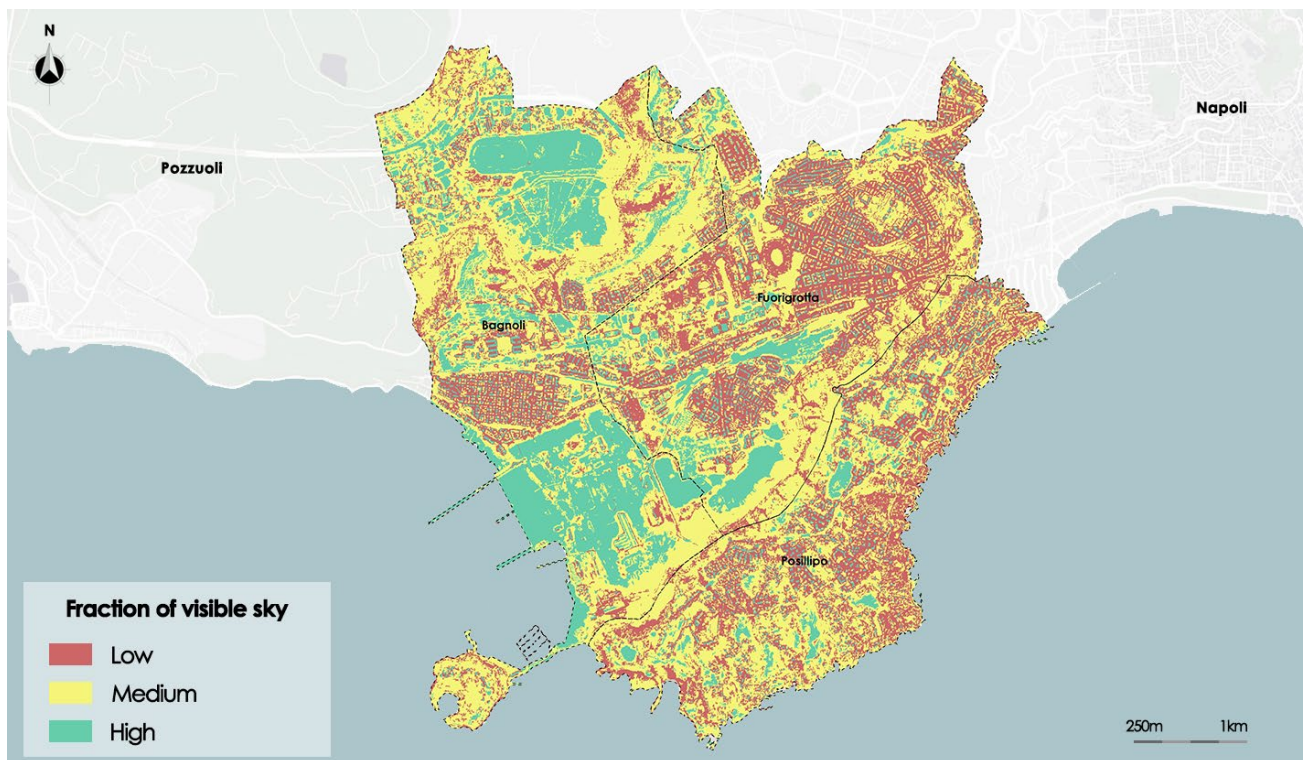 N
Napoli
Pozzuoli
Fuorigrotta
Bagnoli
Posillipo
Fraction of visible sky
Low
Medium
High
250m 1km